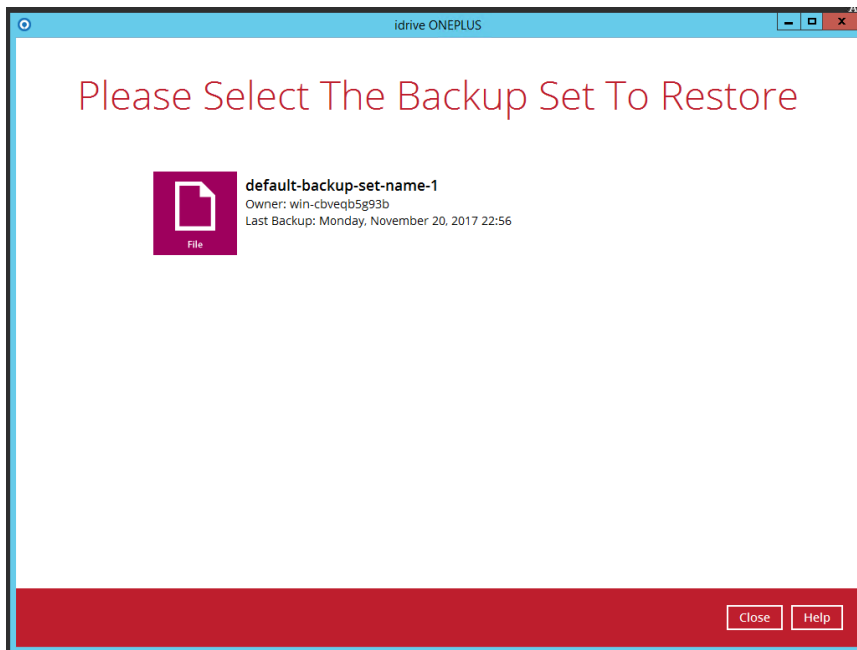 idrive ONEPLUS
Please Select The Backup Set To Restore
default-backup-set-name-1
Owner: win-cbveqb5g93b
Last Backup: Monday, November 20, 2017 22:56
File
Close
Help